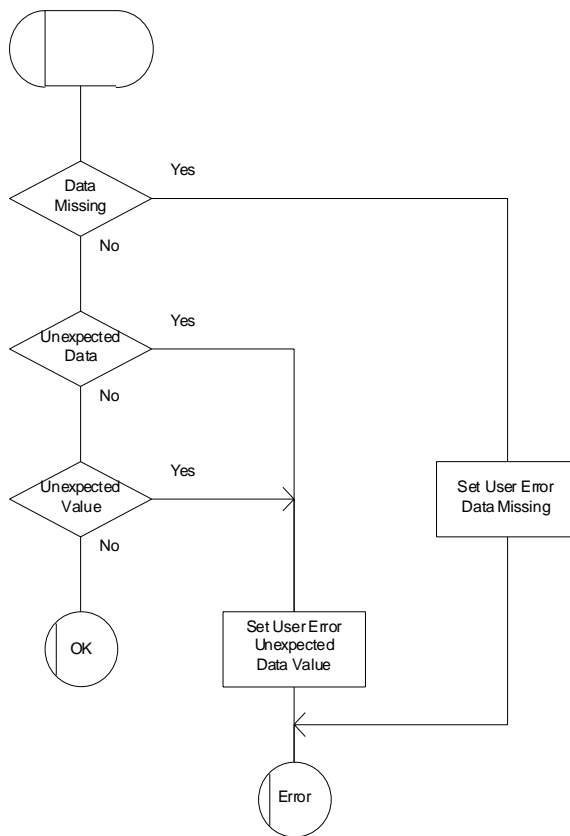 Yes
Data
Missing
No
Yes
Unexpected
Data
No
Yes
Unexpected
Value
Set User Error
Data Missing
No
OK
Set User Error
Unexpected
Data Value
Error